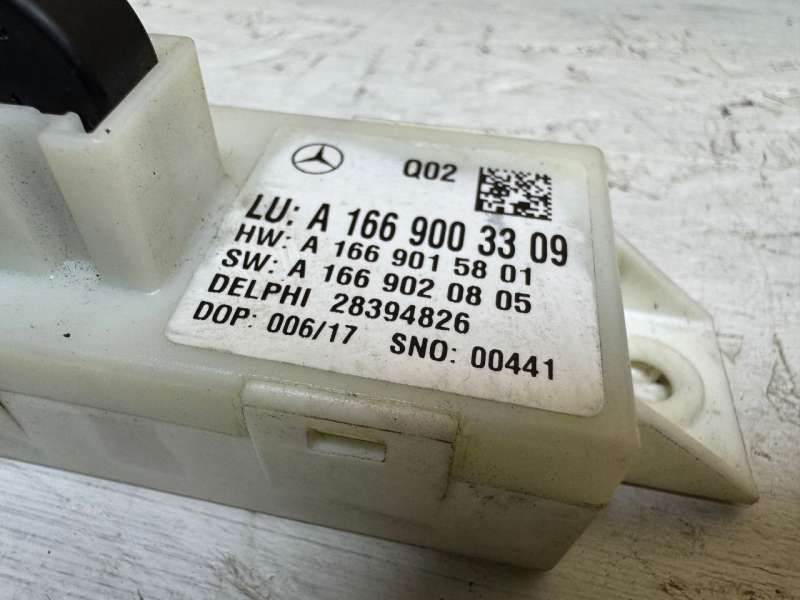 Q02
LU: A 166 900 33 09
HW: A 166 901 58 01
SW: A 166 902 08 05
DELPHI 28394826
DOP: 006/17 SNO: 00441